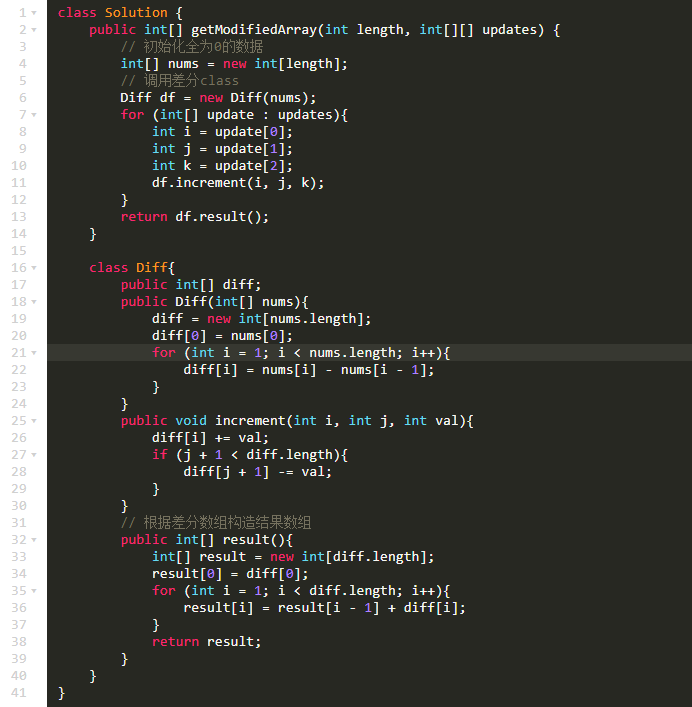 1 class Solution {
2     public int[] getModifiedArray(int length, int[][] updates) {
3         // 初始化全为0的数据
4         int[] nums = new int[length];
5         // 调用差分class
6         Diff df = new Diff(nums);
7         for (int[] update : updates){
8             int i = update[0];
9             int j = update[1];
10             int k = update[2];
11             df.increment(i, j, k);
12         }
13         return df.result();
14     }
15
16     class Diff{
17         public int[] diff;
18         public Diff(int[] nums){
19             diff = new int[nums.length];
20             diff[0] = nums[0];
21             for (int i = 1; i < nums.length; i++){
22                 diff[i] = nums[i] - nums[i - 1];
23             }
24         }
25         public void increment(int i, int j, int val){
26             diff[i] += val;
27             if (j + 1 < diff.length){
28                 diff[j + 1] -= val;
29             }
30         }
31         // 根据差分数组构造结果数组
32         public int[] result(){
33             int[] result = new int[diff.length];
34             result[0] = diff[0];
35             for (int i = 1; i < diff.length; i++){
36                 result[i] = result[i - 1] + diff[i];
37             }
38             return result;
39         }
40     }
41 }